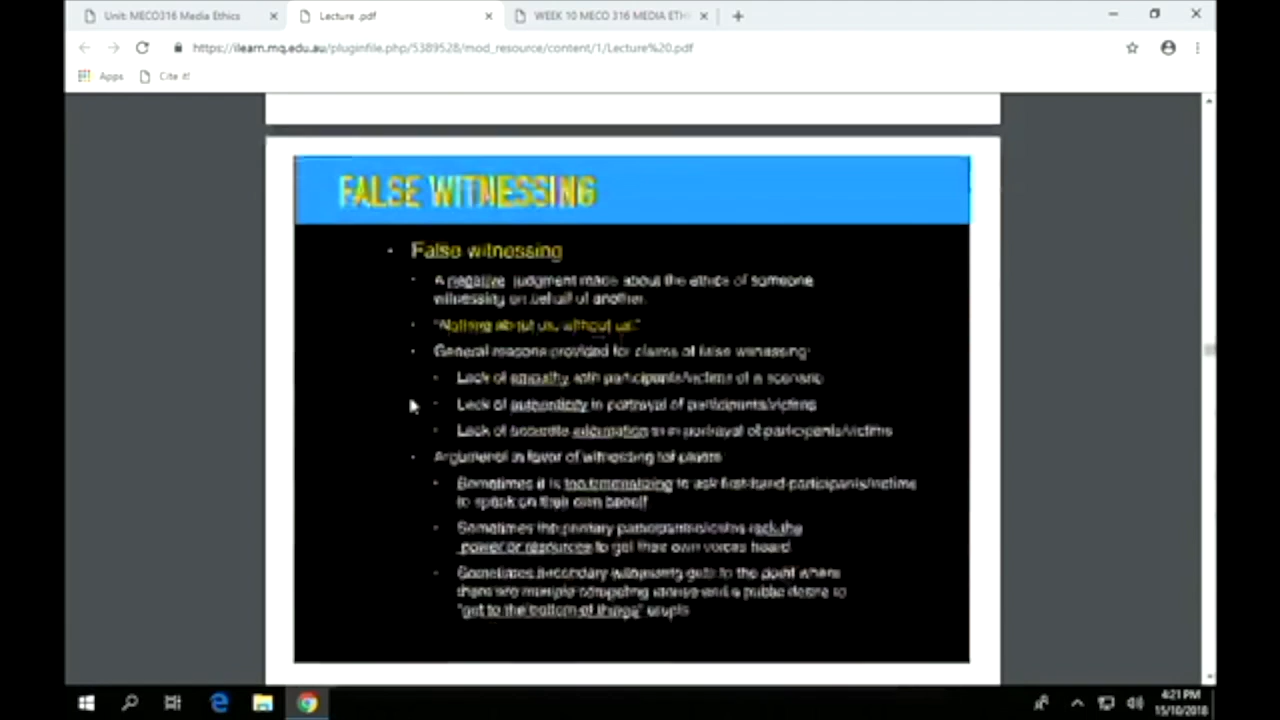 Unit: MECO316 Media Ethics
Lecture .pdf
WEEK 10 MECO 316 MEDIA ETH
https://ilearn.mq.edu.au/pluginfile.php/5389528/mod_resource/content/1/Lecture%20.pdf
Apps
Cite it!
FALSE WITNESSING
False witnessing
A negative judgment made about the ethics of someone
witnessing on behalf of another.
"Nothing about us, without us."
General reasons provided for claims of false witnessing:
Lack of empathy with participants/victims of a scenario
Lack of authenticity in portrayal of participants/victims
Lack of accurate information in portrayal of participants/victims
Argument in favor of witnessing for others
Sometimes it is too traumatizing to ask first-hand participants/victims
to speak on their own behalf
Sometimes the primary participants/victims lack the
power or resources to get their own voices heard
Sometimes secondary witnessing gets to the point where
there are multiple competing stories and a public desire to
"get to the bottom of things"
4:21 PM
15/10/2018